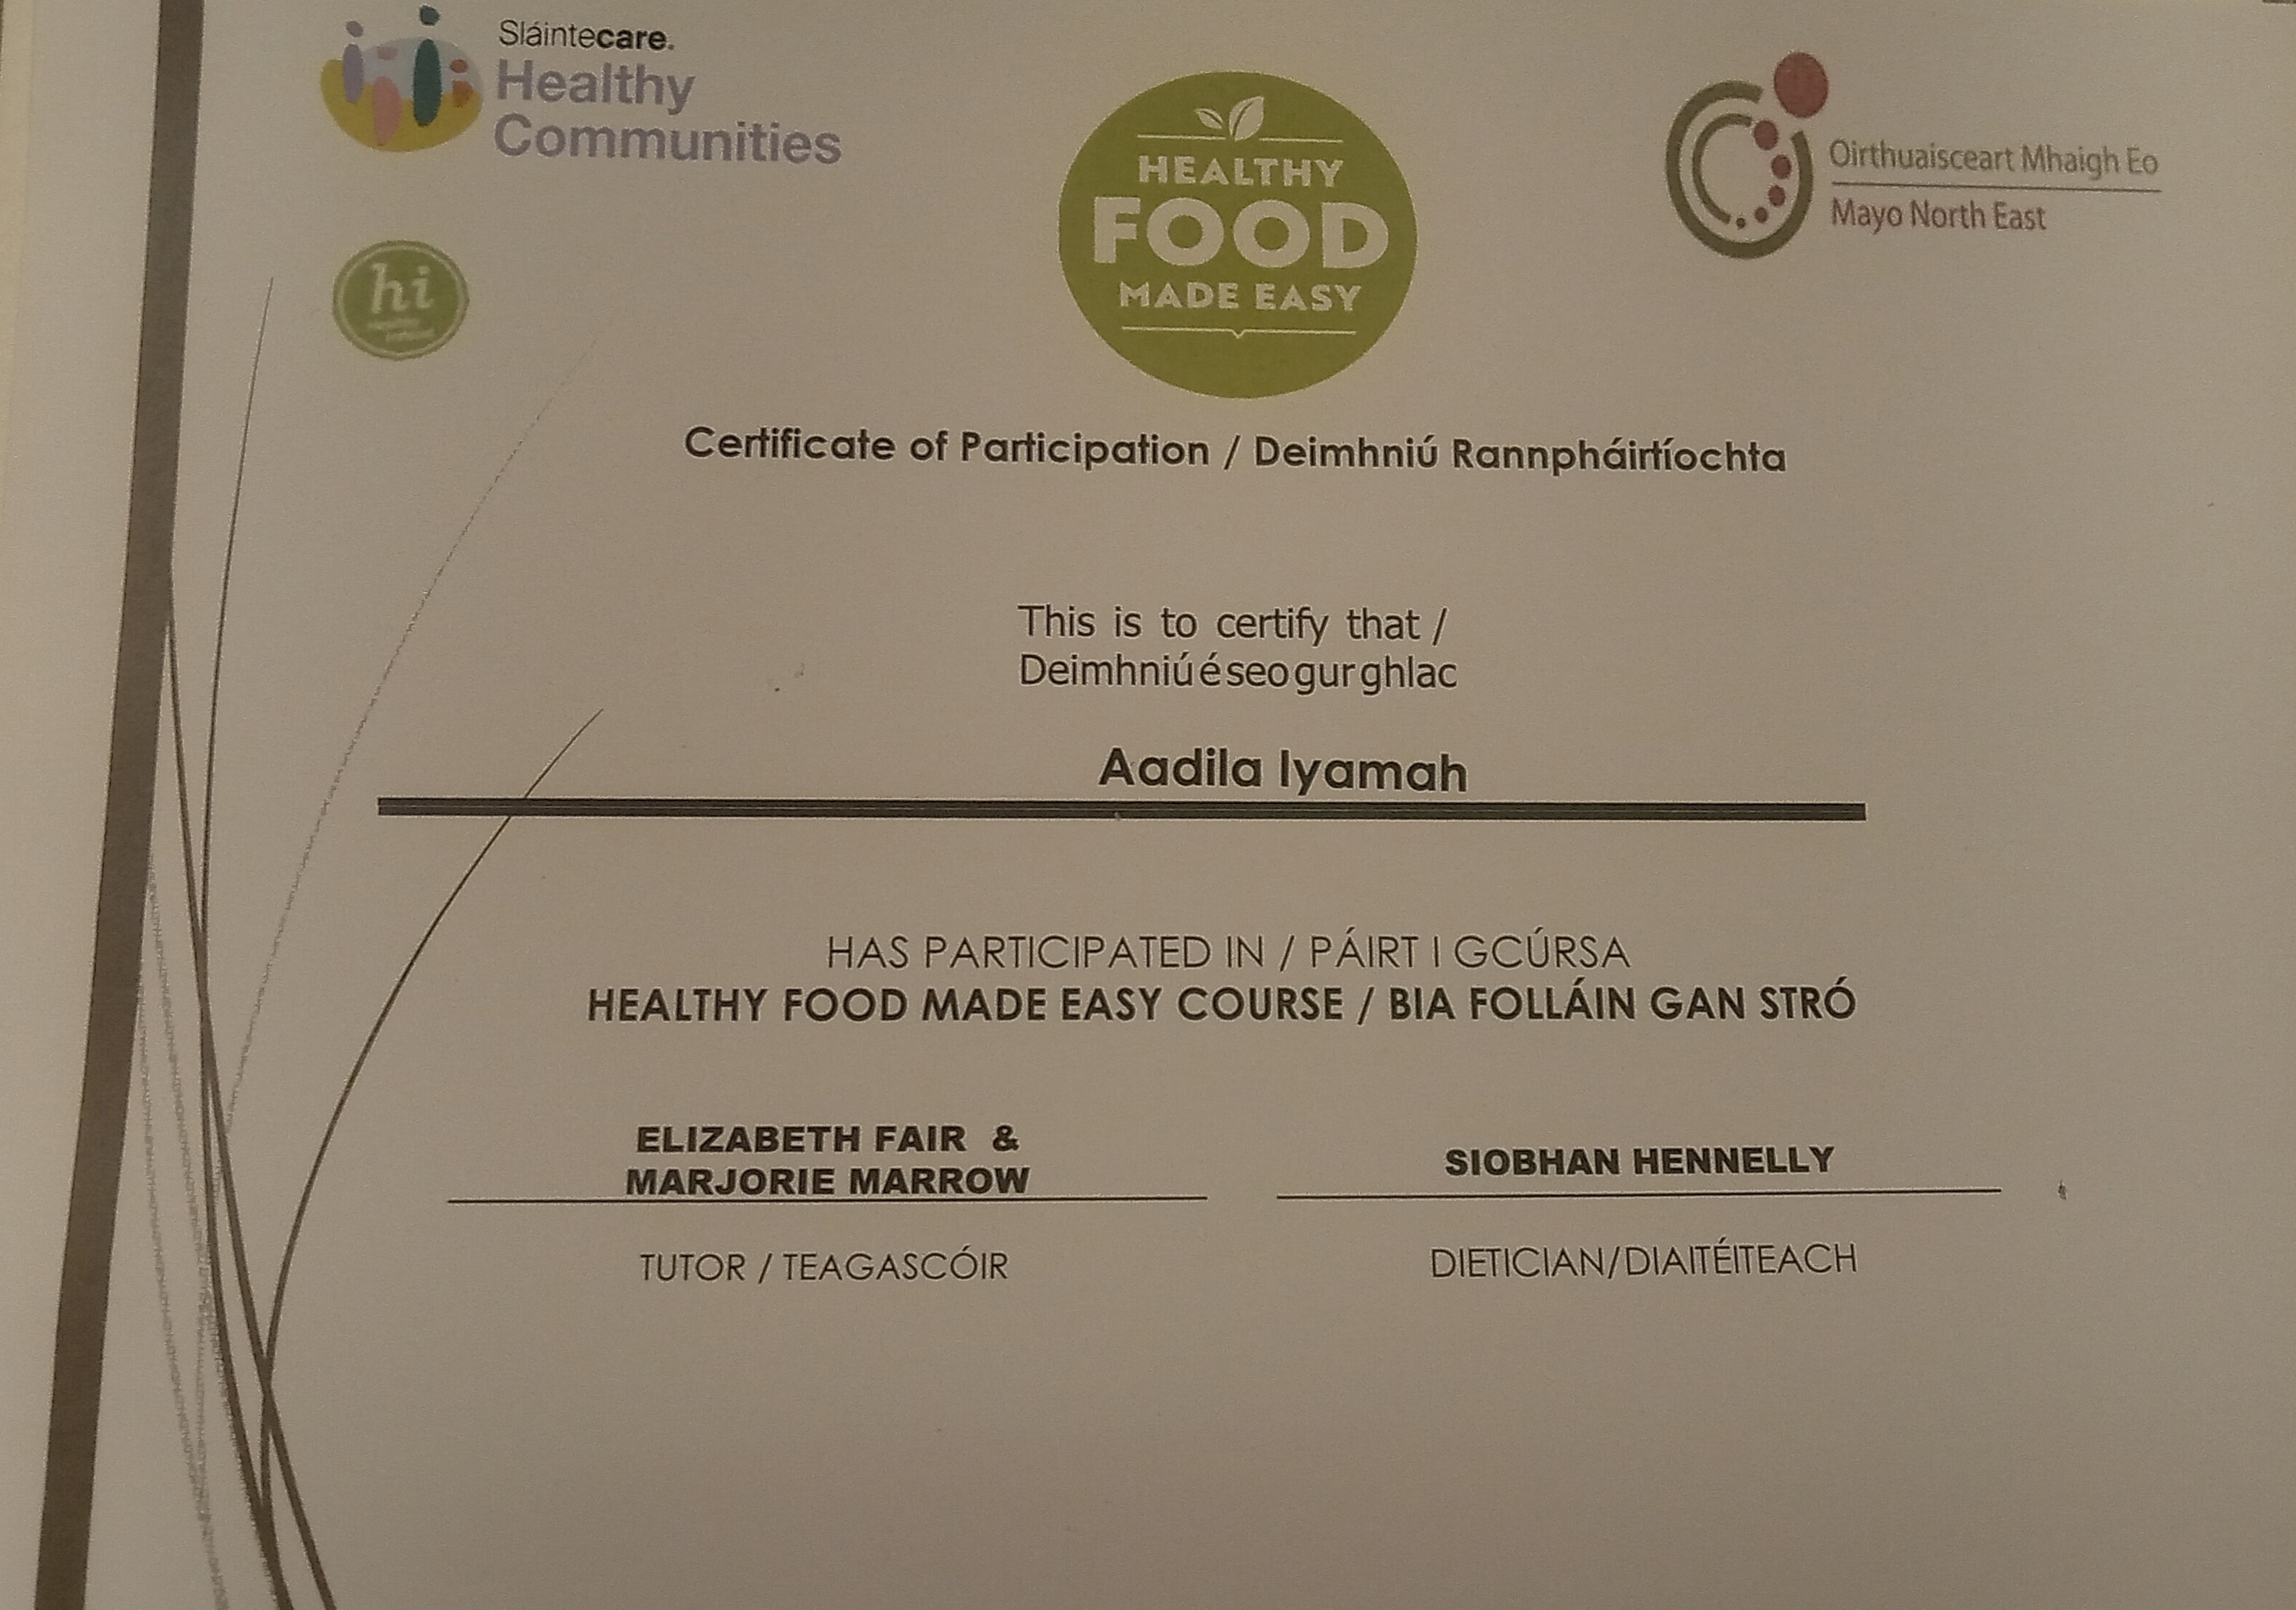 Sláintecare.
Healthy
Communities
hi
HEALTHY
FOOD
MADE EASY
Oirthuaisceart Mhaigh Eo
Mayo North East
Certificate of Participation / Deimhniú Rannpháirtíochta
This is to certify that /
Deimhniú é seo gur ghlac
Aadila Iyamah
HAS PARTICIPATED IN / PÁIRT I GCÚRSA
HEALTHY FOOD MADE EASY COURSE / BIA FOLLÁIN GAN STRÓ
ELIZABETH FAIR &
MARJORIE MARROW
TUTOR / TEAGASCÓIR
SIOBHAN HENNELLY
DIETICIAN/DIAITÉITEACH